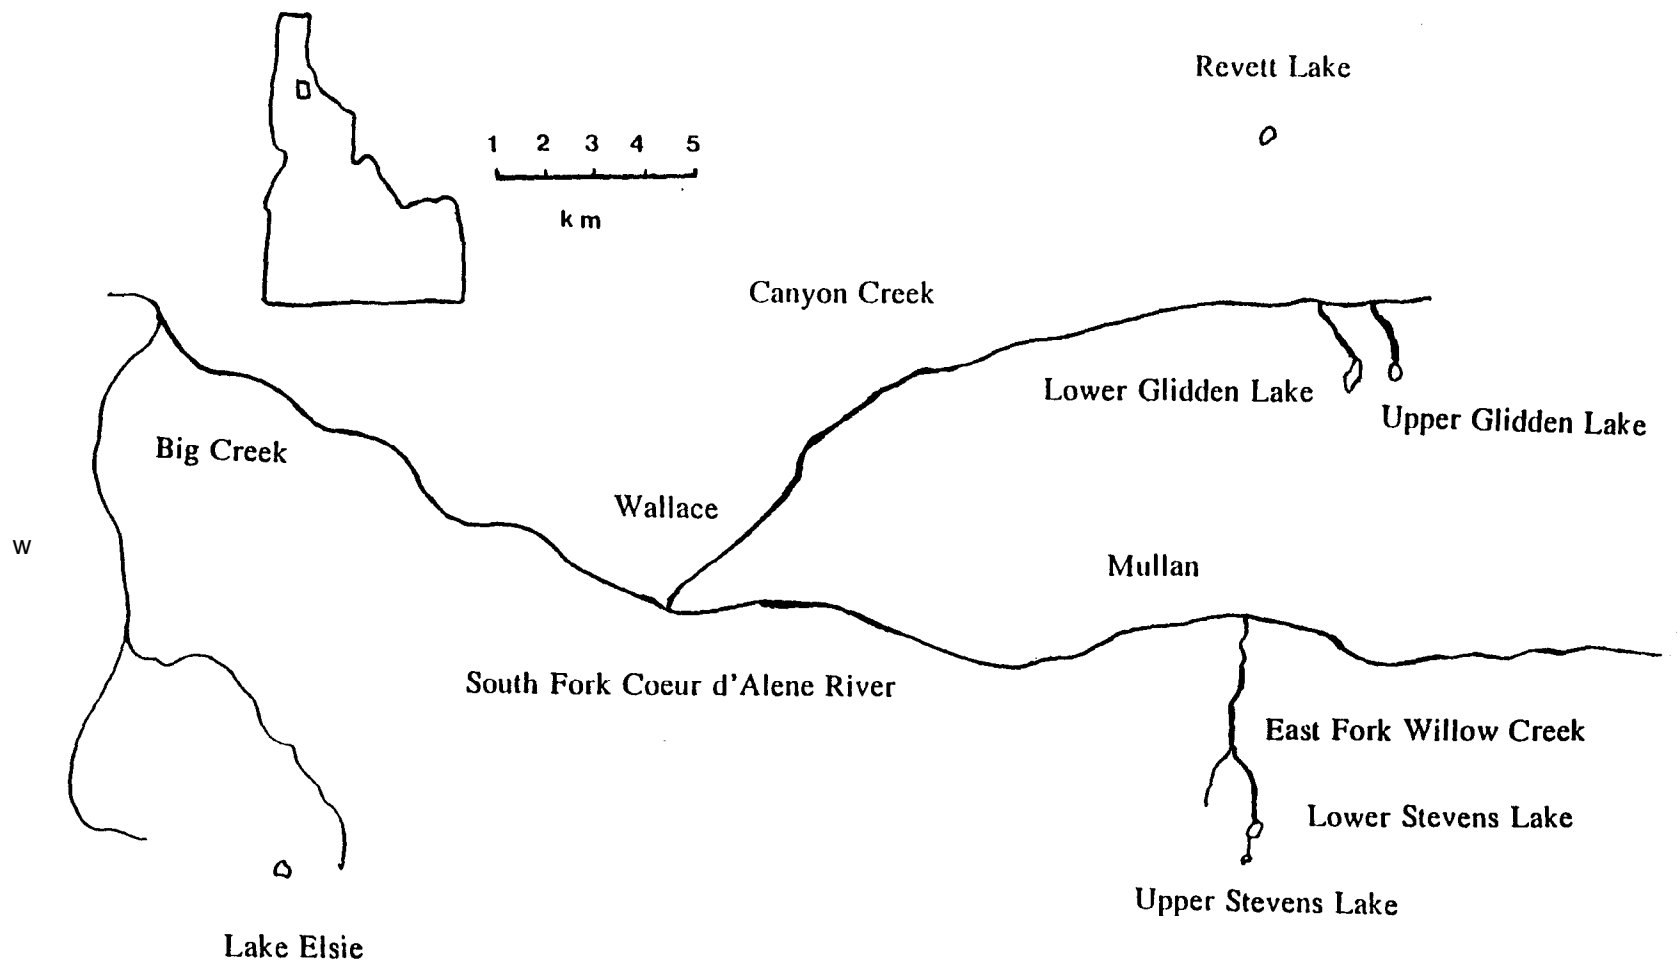 Revett Lake
1 2 3 4 5
km
Canyon Creek
Lower Glidden Lake
Upper Glidden Lake
Big Creek
Wallace
W
Mullan
South Fork Coeur d'Alene River
East Fork Willow Creek
Lower Stevens Lake
Upper Stevens Lake
Lake Elsie